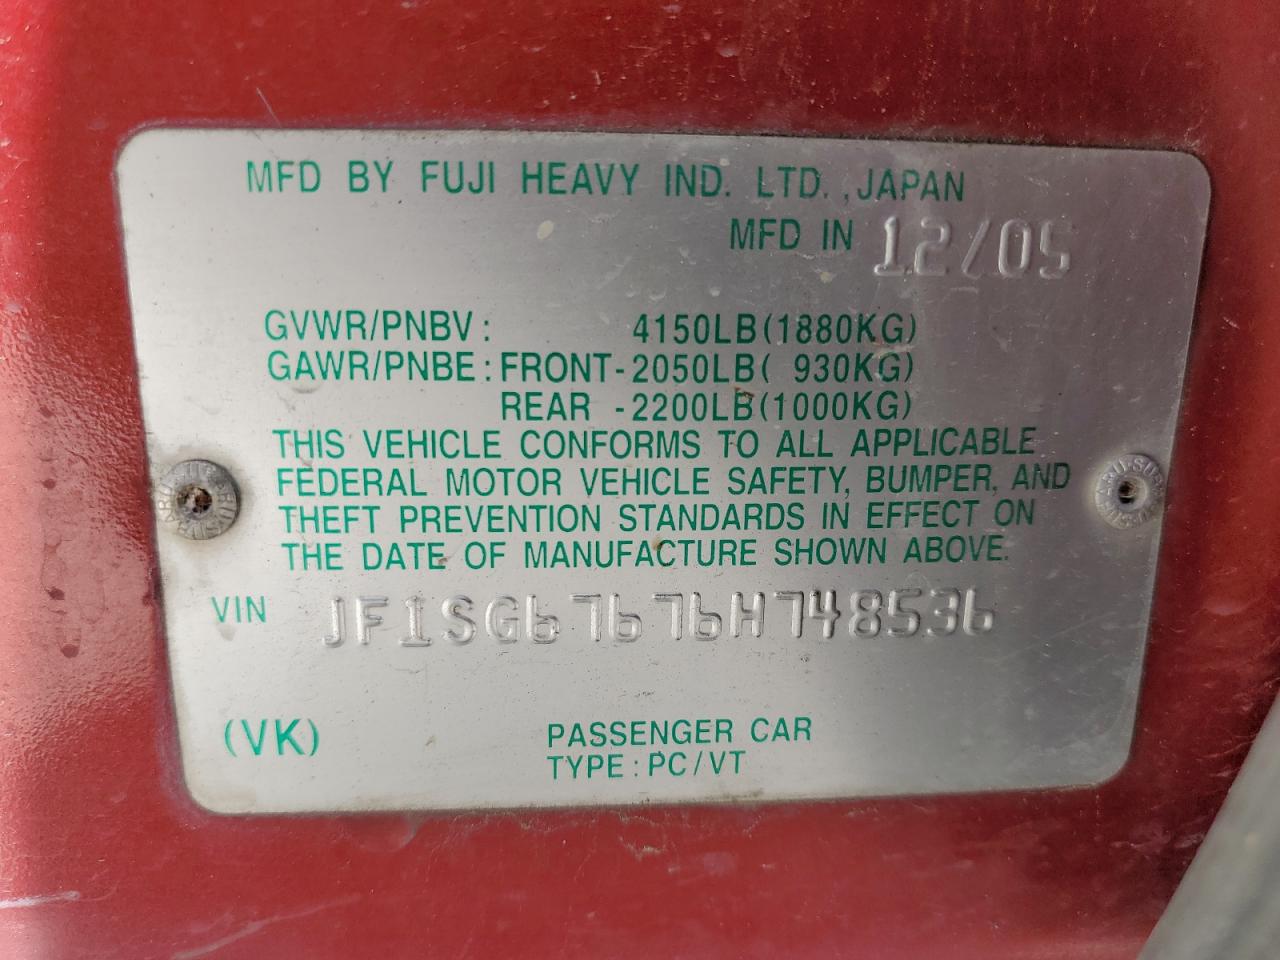 MFD BY FUJI HEAVY IND. LTD. , JAPAN
MFD IN 12/05
GVWR/PNBV : 4150LB(1880KG)
GAWR/PNBE : FRONT-2050LB( 930KG)
REAR -2200LB(1000KG)
THIS VEHICLE CONFORMS TO ALL APPLICABLE
FEDERAL MOTOR VEHICLE SAFETY, BUMPER, AND
THEFT PREVENTION STANDARDS IN EFFECT ON
THE DATE OF MANUFACTURE SHOWN ABOVE.
VIN JF1SG67676H748536
(VK)
PASSENGER CAR
TYPE : PC/VT